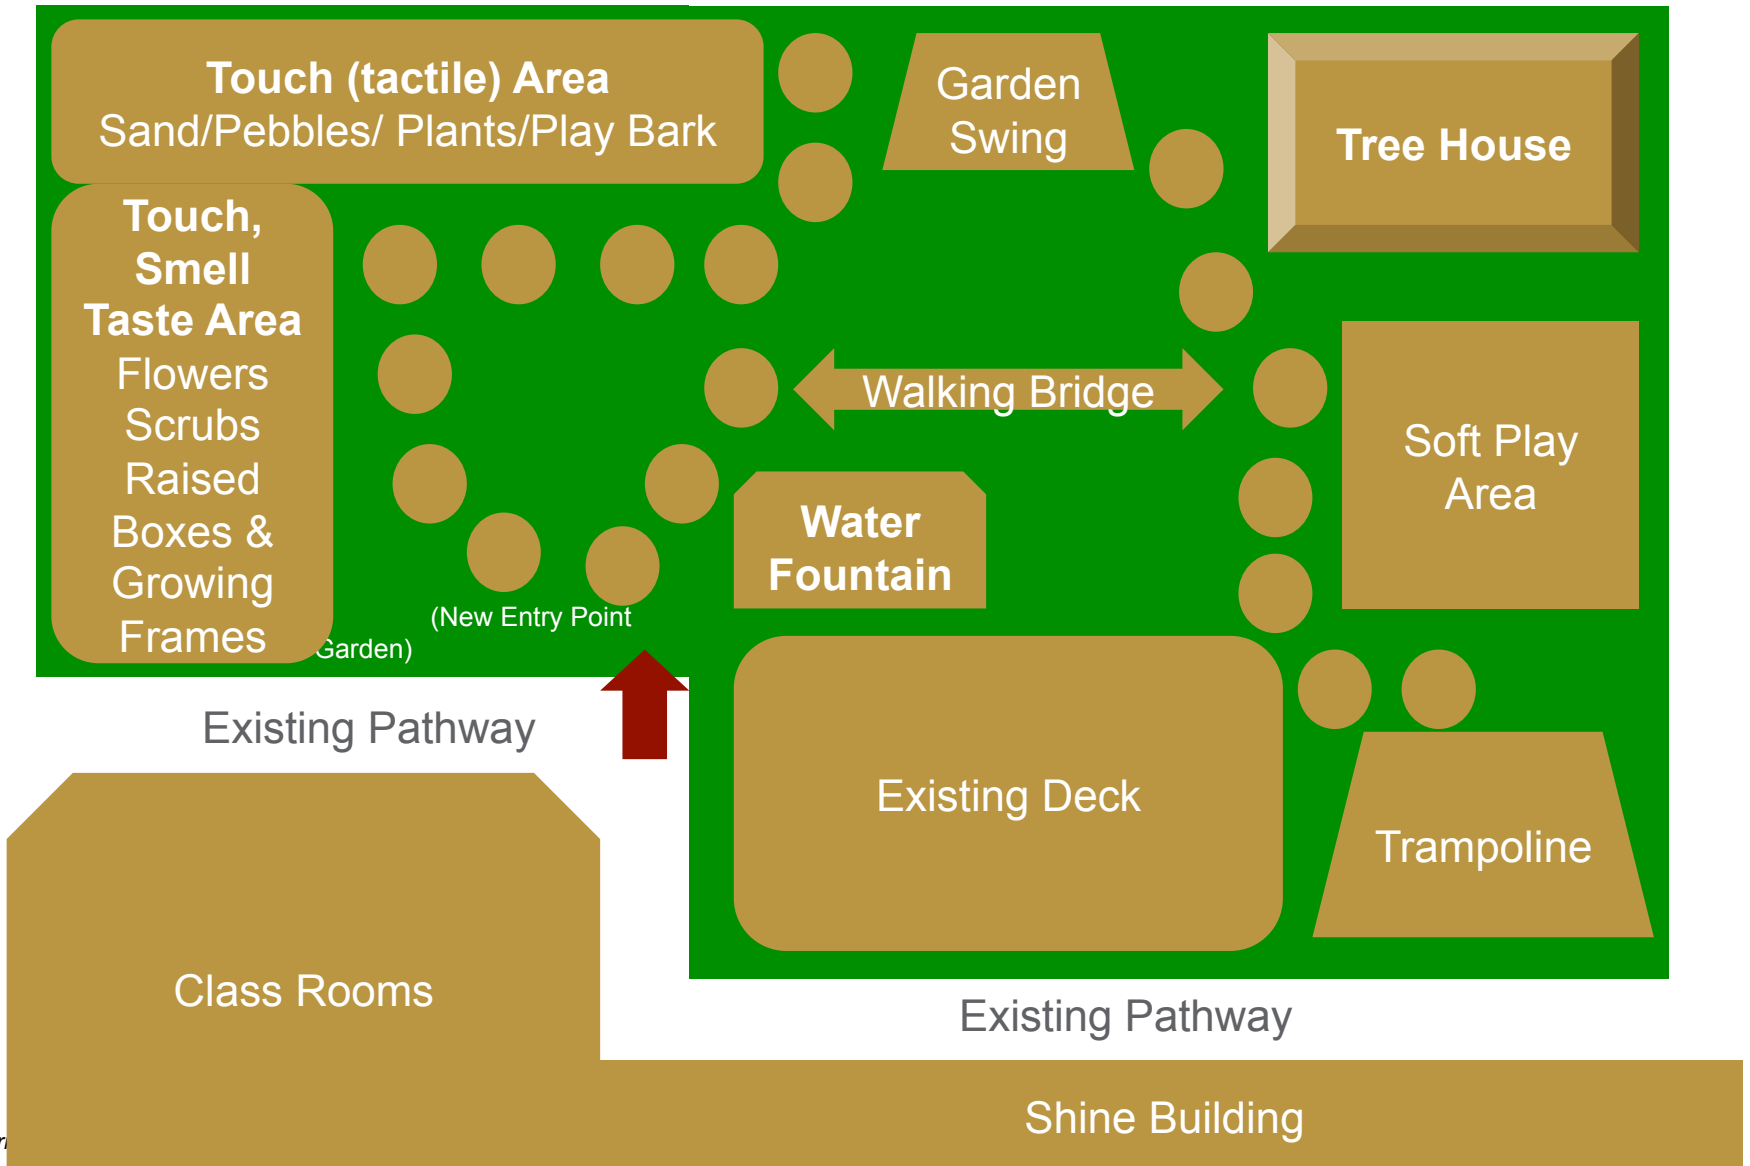 Touch (tactile) Area
Sand/Pebbles/ Plants/Play Bark
Garden
Swing
Tree House
Touch,
Smell
Taste Area
Flowers
Scrubs
Raised
Boxes &
Growing
Frames
Walking Bridge
Soft Play
Area
Water
Fountain
(New Entry Point
Garden)
Existing Pathway
Existing Deck
Trampoline
Class Rooms
Existing Pathway
Shine Building